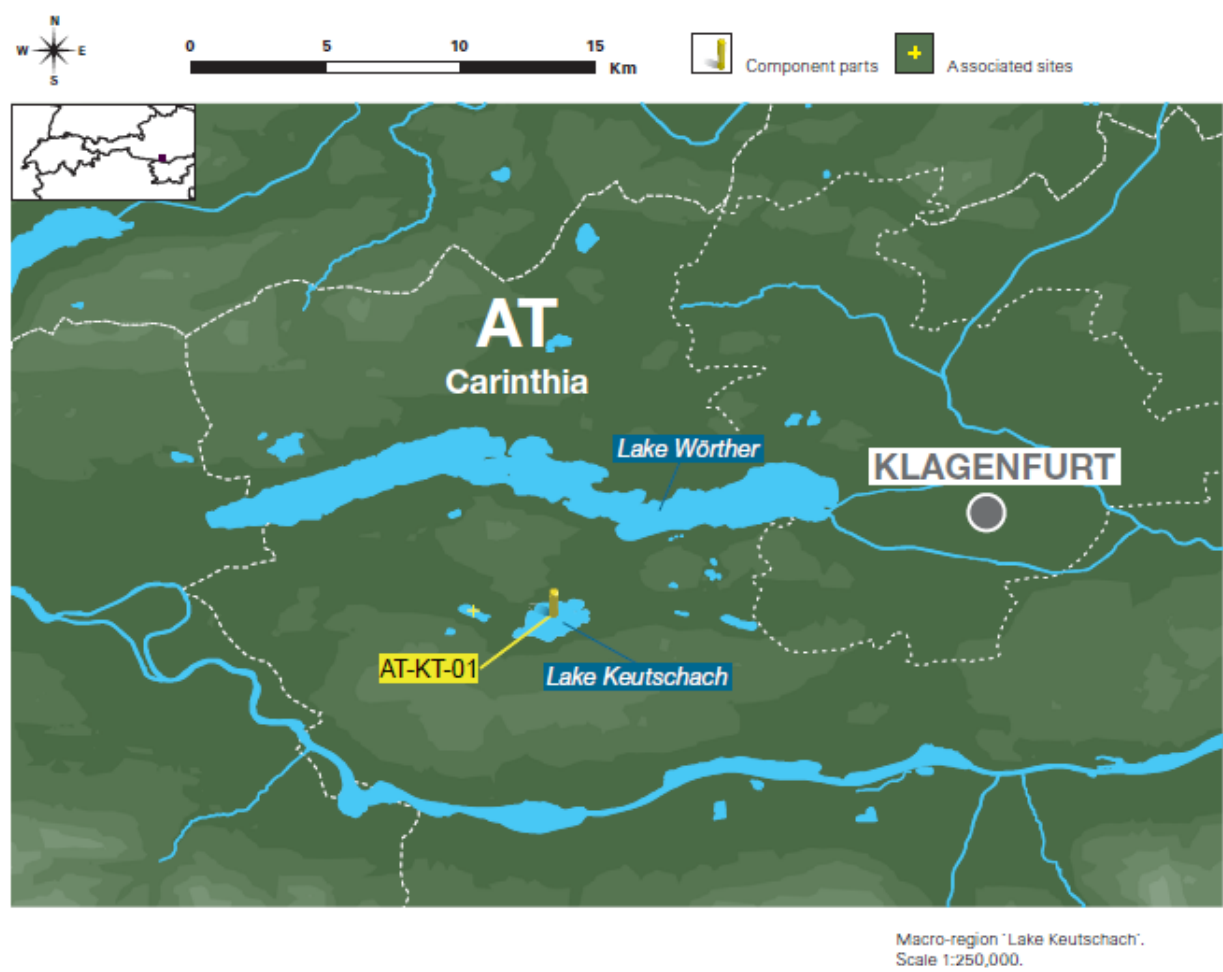 N
W E
S
0 5 10 15
Km
Component parts
Associated sites
AT
Carinthia
Lake Wörther
KLAGENFURT
AT-KT-01
Lake Keutschach
Macro-region `Lake Keutschach´.
Scale 1:250,000.